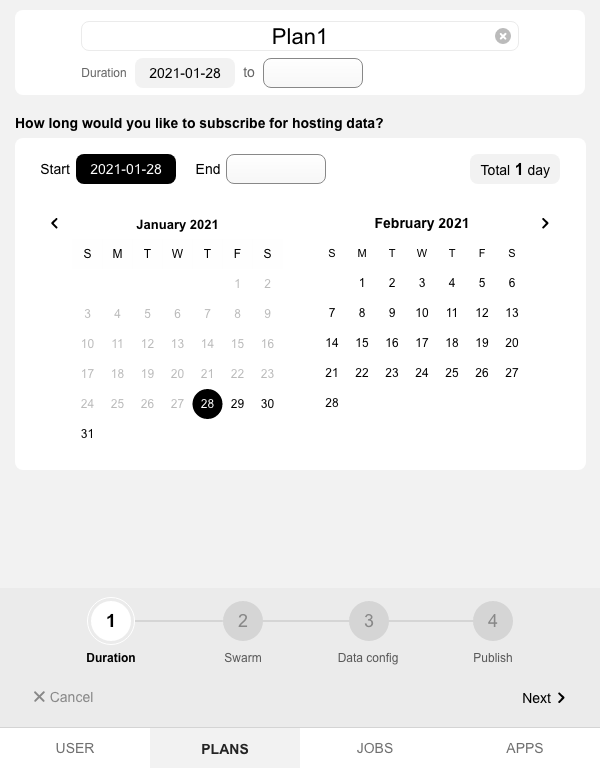 Plan1
Duration 2021-01-28 to
How long would you like to subscribe for hosting data?
Start 2021-01-28 End Total 1 day
January 2021
S M T W T F S
1 2
3 4 5 6 7 8 9
10 11 12 13 14 15 16
17 18 19 20 21 22 23
24 25 26 27 28 29 30
31
February 2021
S M T W T F S
1 2 3 4 5 6
7 8 9 10 11 12 13
14 15 16 17 18 19 20
21 22 23 24 25 26 27
28
1 2 3 4
Duration Swarm Data config Publish
Cancel Next
USER PLANS JOBS APPS